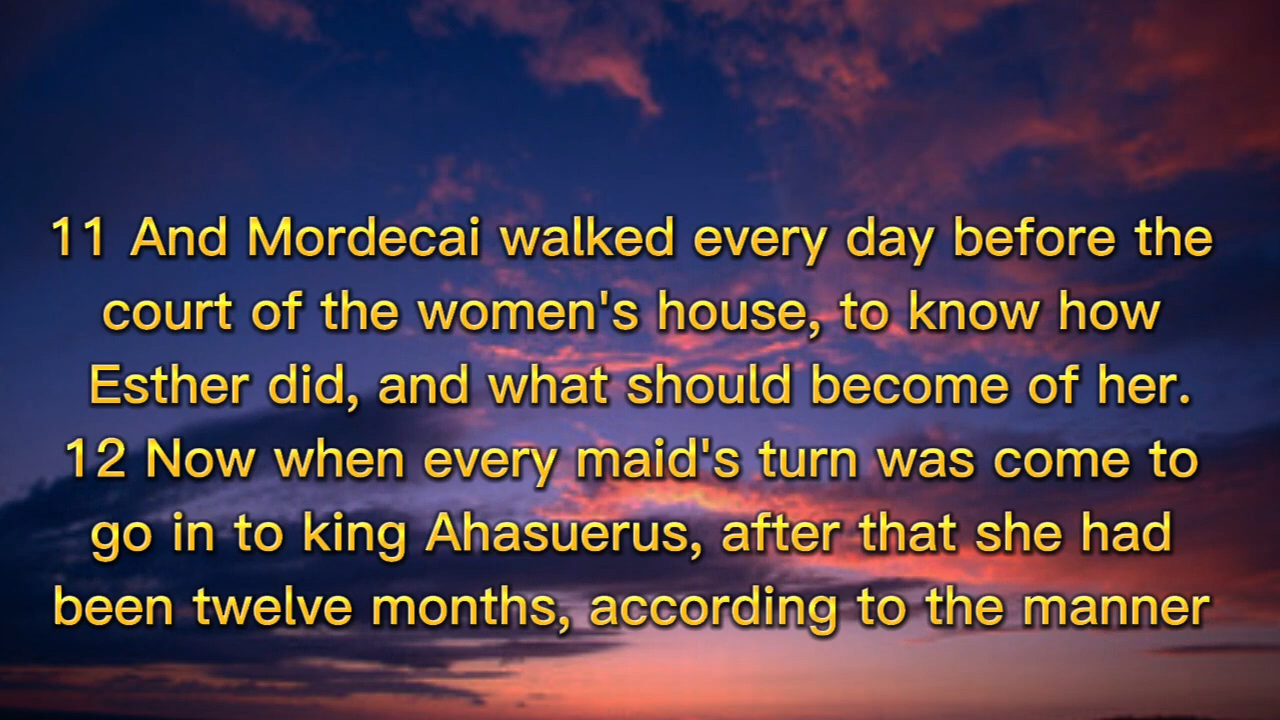 11 And Mordecai walked every day before the
court of the women's house, to know how
Esther did, and what should become of her.
12 Now when every maid's turn was come to
go in to king Ahasuerus, after that she had
been twelve months, according to the manner